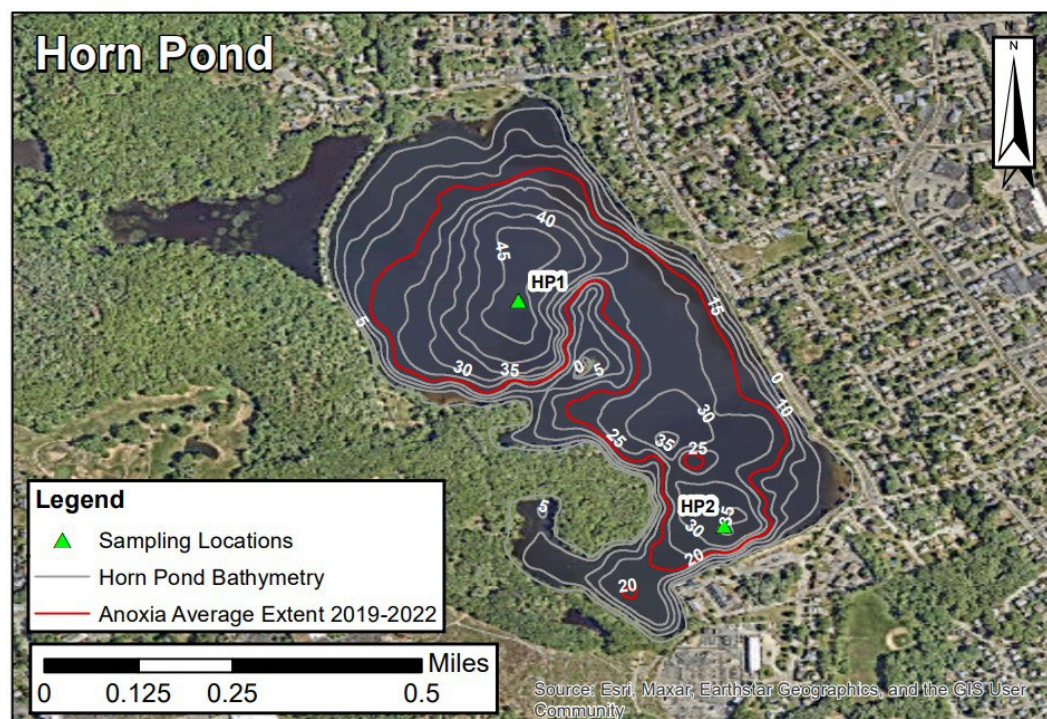 Horn Pond
N
N
40
45
HP1
15
5
0
5
0
30
35
10
30
25
35
25
HP2
35
30
5
20
20
Legend
Sampling Locations
Horn Pond Bathymetry
Anoxia Average Extent 2019-2022
Miles
0 0.125 0.25 0.5
Source: Esri, Maxar, Earthstar Geographics, and the GIS User
Community